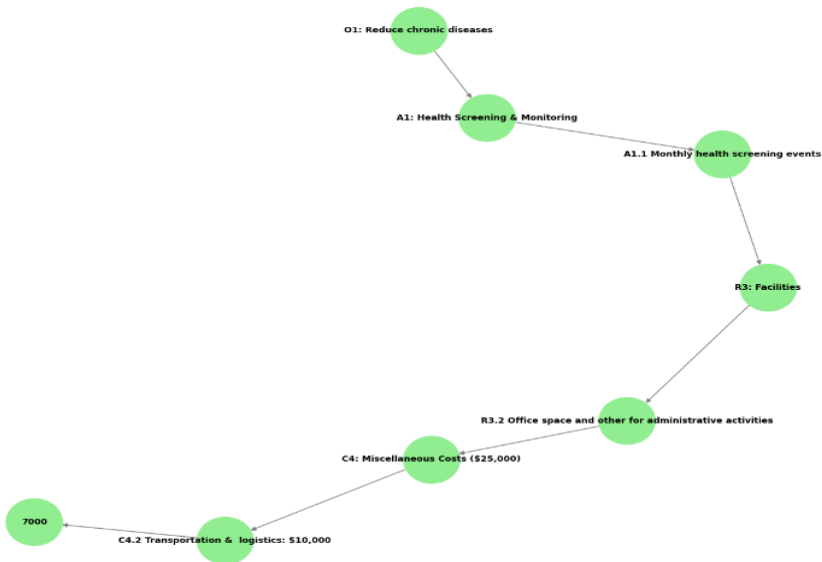 O1: Reduce chronic diseases
A1: Health Screening & Monitoring
A1.1 Monthly health screening events
R3: Facilities
R3.2 Office space and other for administrative activities
C4: Miscellaneous Costs ($25,000)
C4.2 Transportation &  logistics: $10,000
7000